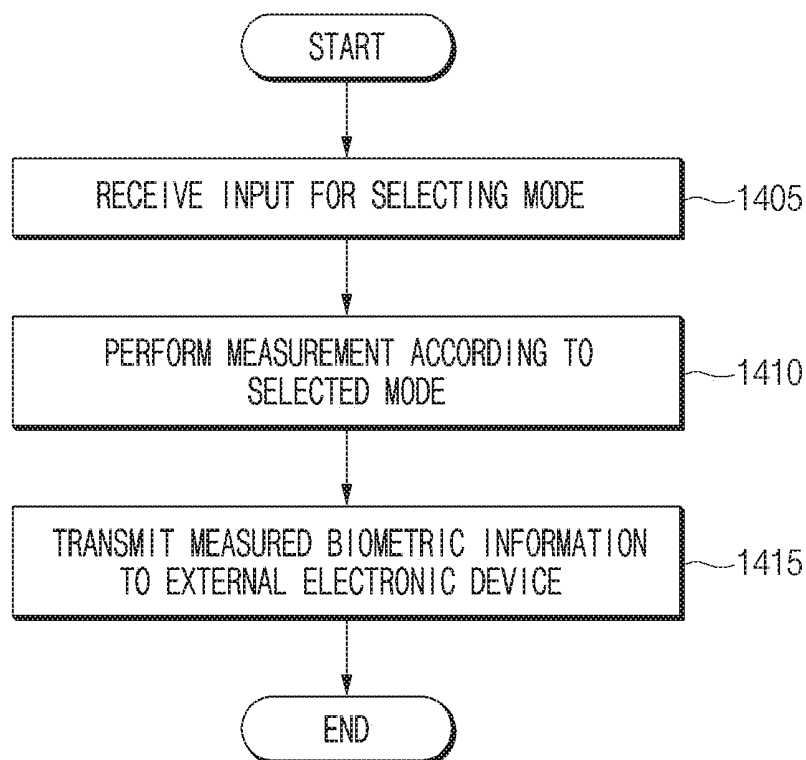 START
RECEIVE INPUT FOR SELECTING MODE
1405
PERFORM MEASUREMENT ACCORDING TO
SELECTED MODE
1410
TRANSMIT MEASURED BIOMETRIC INFORMATION
TO EXTERNAL ELECTRONIC DEVICE
1415
END